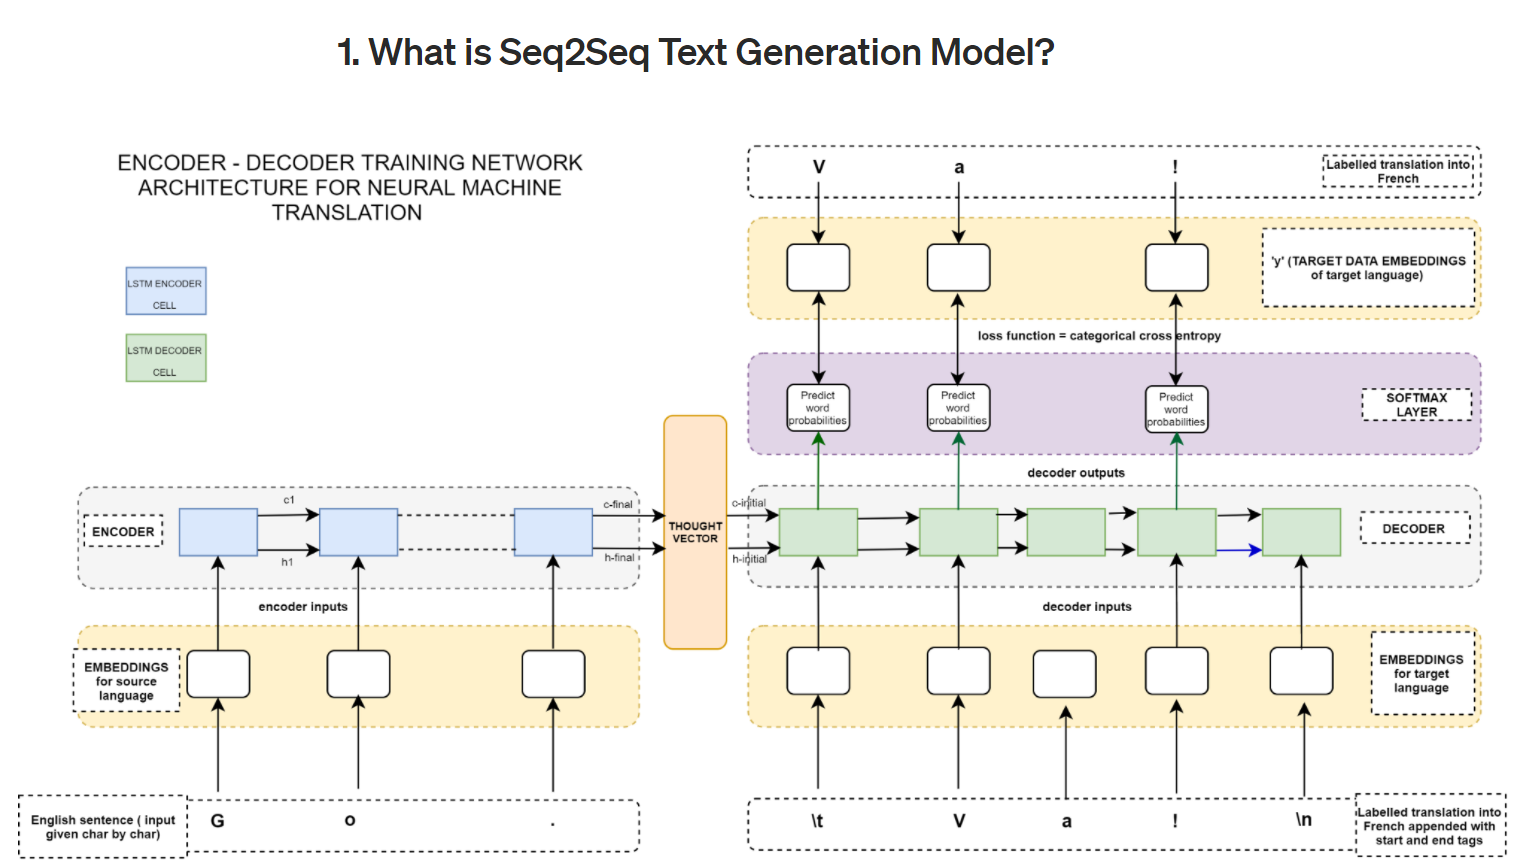 1. What is Seq2Seq Text Generation Model?
ENCODER - DECODER TRAINING NETWORK
ARCHITECTURE FOR NEURAL MACHINE
TRANSLATION
LSTM ENCODER
CELL
LSTM DECODER
CELL
V
a
!
Labelled translation into
French
'y' (TARGET DATA EMBEDDINGS
of target language)
loss function = categorical cross entropy
Predict
word
probabilities
Predict
word
probabilities
Predict
word
probabilities
SOFTMAX
LAYER
decoder outputs
ENCODER
c1
h1
c-final
h-final
THOUGHT
VECTOR
c-initial
h-initial
DECODER
encoder inputs
decoder inputs
EMBEDDINGS
for source
language
EMBEDDINGS
for target
language
English sentence ( input
given char by char)
G
o
.
\t
V
a
!
\n
Labelled translation into
French appended with
start and end tags